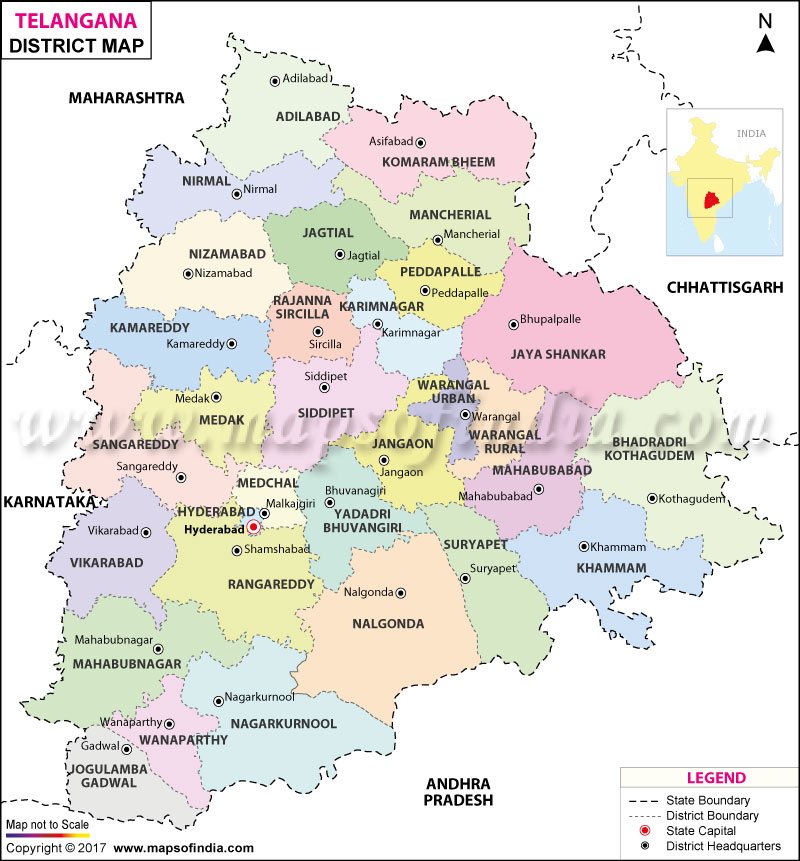 TELANGANA
DISTRICT MAP
N
MAHARASHTRA
Adilabad
ADILABAD
Asifabad
KOMARAM BHEEM
INDIA
NIRMAL
Nirmal
MANCHERIAL
Mancherial
JAGTIAL
Jagtial
NIZAMABAD
Nizamabad
PEDDAPALLE
Peddapalle
CHHATTISGARH
RAJANNA
SIRCILLA
Sircilla
KARIMNAGAR
Karimnagar
KAMAREDDY
Kamareddy
Bhupalpalle
JAYA SHANKAR
Siddipet
SIDDIPET
Medak
MEDAK
WARANGAL
URBAN
Warangal
WARANGAL
RURAL
www.mapsofindia.com
SANGAREDDY
Sangareddy
JANGAON
Jangaon
BHADRADRI
KOTHAGUDEM
Kothagudem
MAHABUBABAD
Mahabubabad
KARNATAKA
MEDCHAL
Malkajgiri
HYDERABAD
Hyderabad
Bhuvanagiri
YADADRI
BHUVANGIRI
Vikarabad
VIKARABAD
Shamshabad
RANGAREDDY
SURYAPET
Suryapet
Khammam
KHAMMAM
Nalgonda
NALGONDA
Mahabubnagar
MAHABUBNAGAR
Nagarkurnool
NAGARKURNOOL
Wanaparthy
WANAPARTHY
Gadwal
JOGULAMBA
GADWAL
ANDHRA
PRADESH
LEGEND
State Boundary
District Boundary
State Capital
District Headquarters
Map not to Scale
Copyright © 2017 www.mapsofindia.com